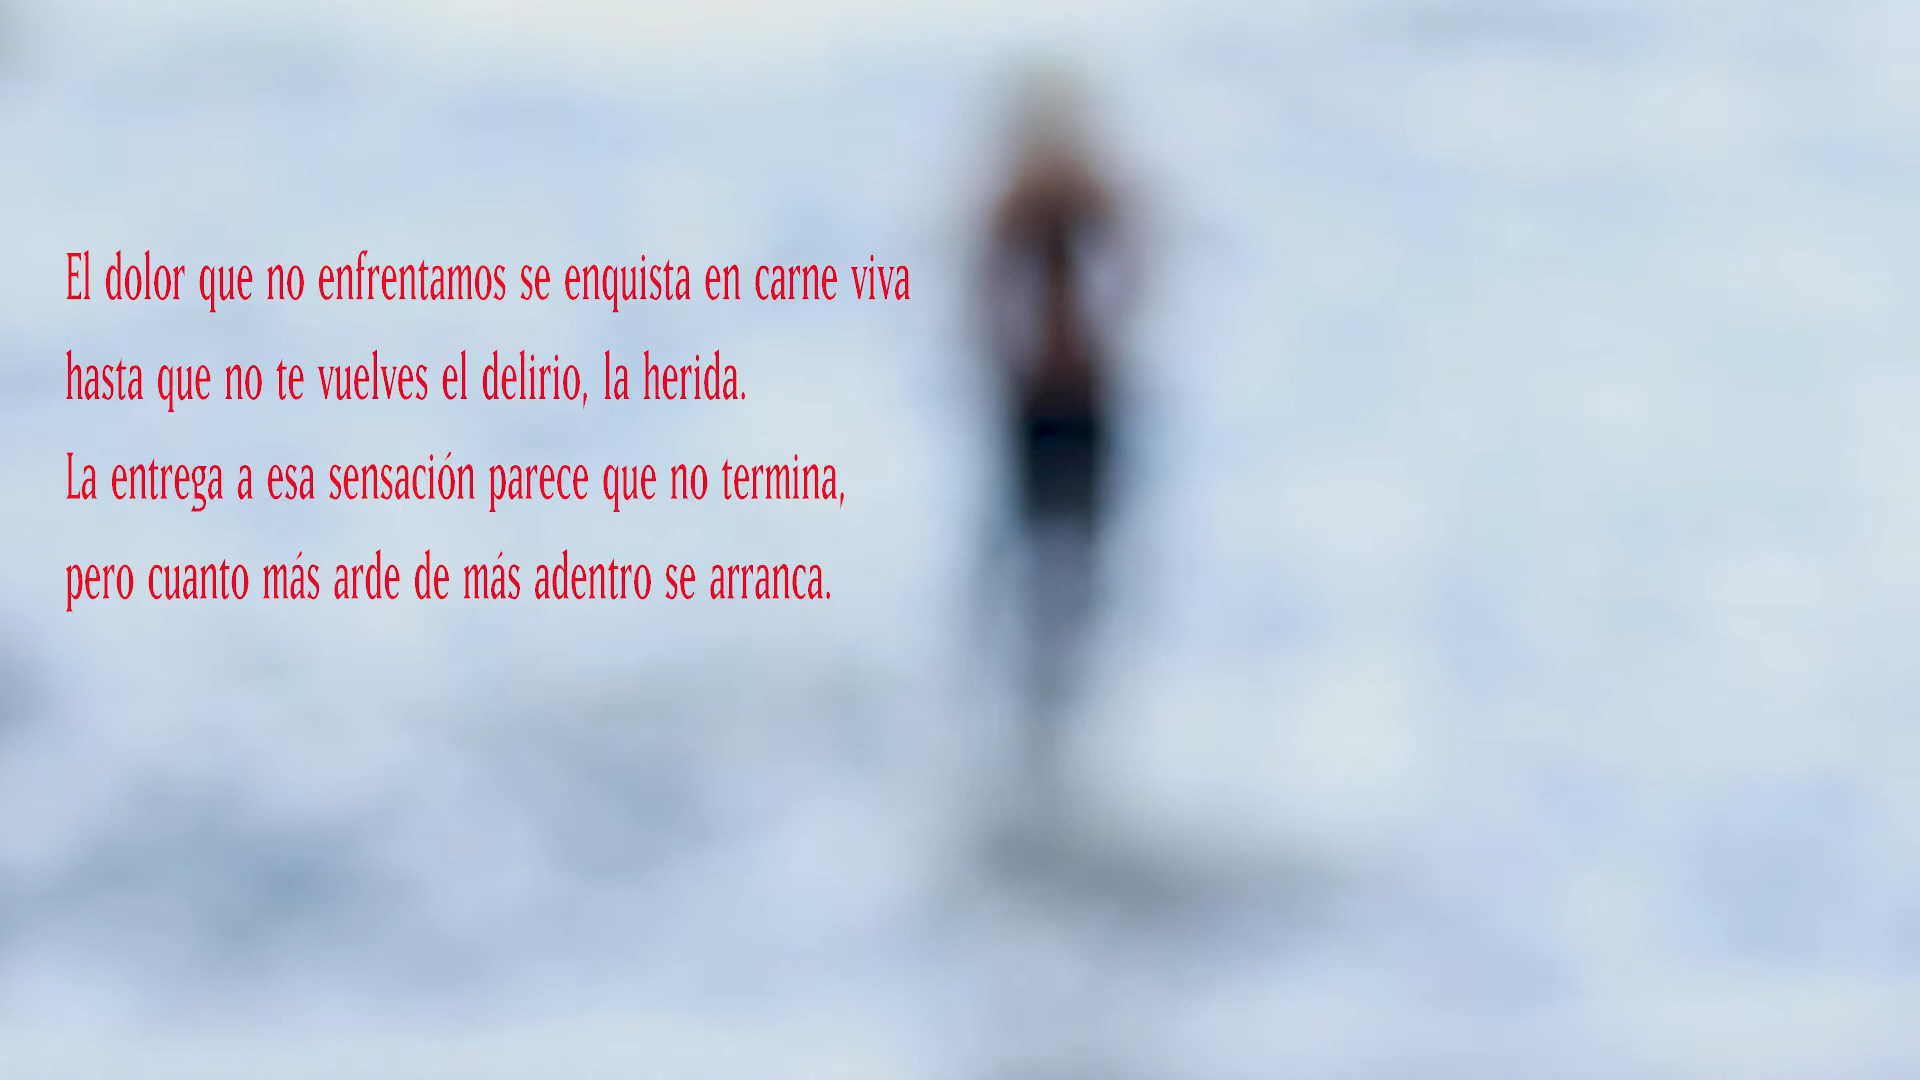 El dolor que no enfrentamos se enquista en carne viva
hasta que no te vuelves el delirio, la herida.
La entrega a esa sensación parece que no termina,
pero cuanto más arde de más adentro se arranca.